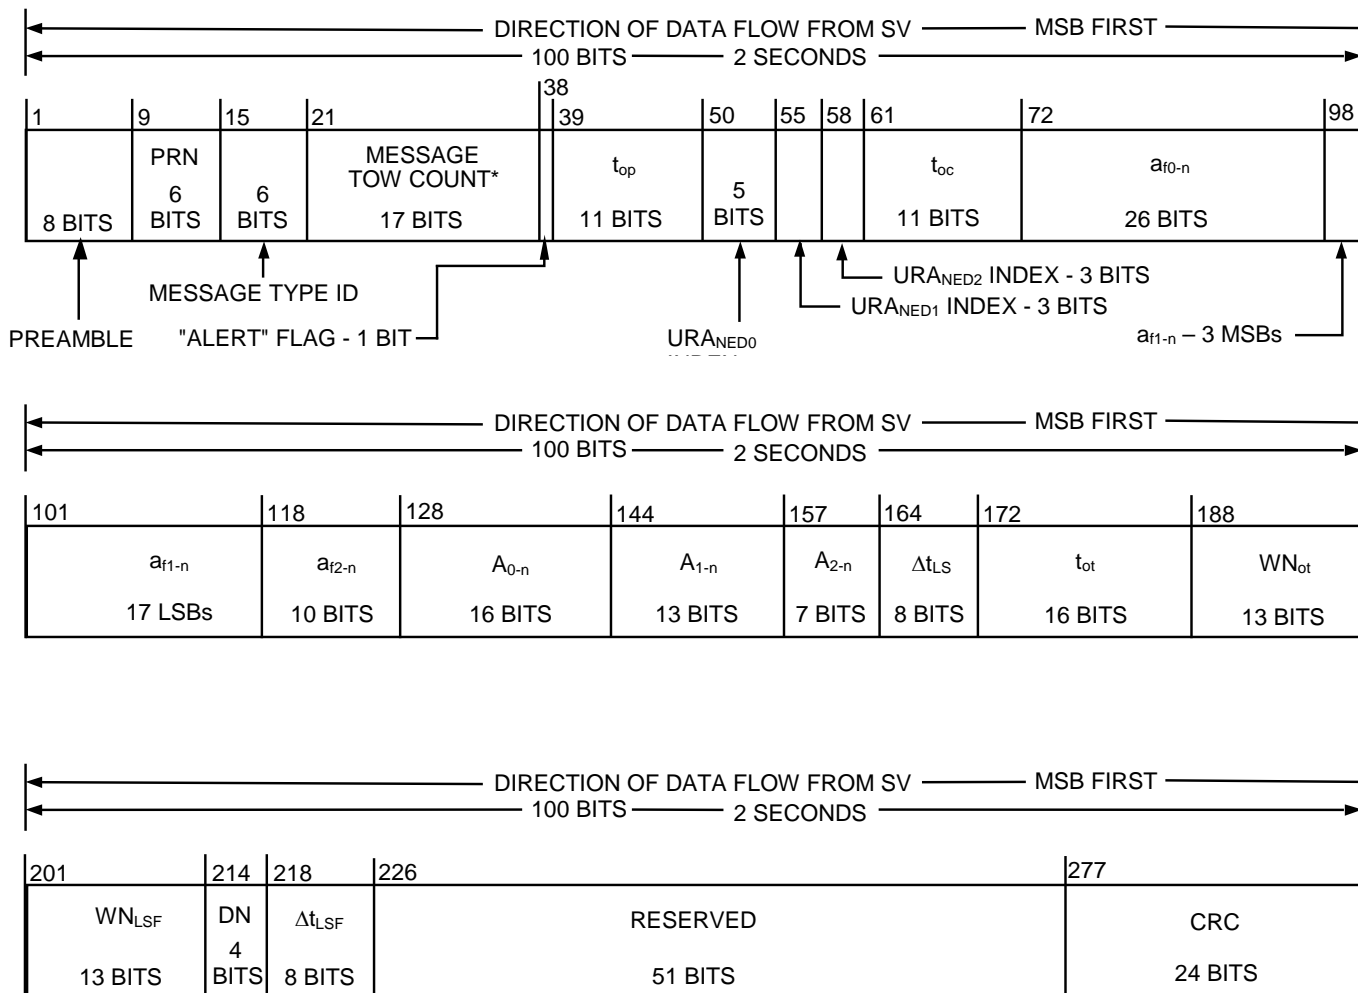 DIRECTION OF DATA FLOW FROM SV MSB FIRST
100 BITS 2 SECONDS
1 9 15 21 38 39 50 55 58 61 72 98
8 BITS
PRN
6
BITS
6
BITS
MESSAGE
TOW COUNT*
17 BITS
top
11 BITS
5
BITS
toc
11 BITS
af0-n
26 BITS
PREAMBLE
MESSAGE TYPE ID
"ALERT" FLAG - 1 BIT
URANED0
URANED1 INDEX - 3 BITS
URANED2 INDEX - 3 BITS
af1-n – 3 MSBs
DIRECTION OF DATA FLOW FROM SV MSB FIRST
100 BITS 2 SECONDS
101 118 128 144 157 164 172 188
af1-n af2-n A0-n A1-n A2-n ΔtLS tot WNot
17 LSBs 10 BITS 16 BITS 13 BITS 7 BITS 8 BITS 16 BITS 13 BITS
DIRECTION OF DATA FLOW FROM SV MSB FIRST
100 BITS 2 SECONDS
201 214 218 226 277
WNLSF
13 BITS
DN
4
BITS
ΔtLSF
8 BITS
RESERVED
51 BITS
CRC
24 BITS